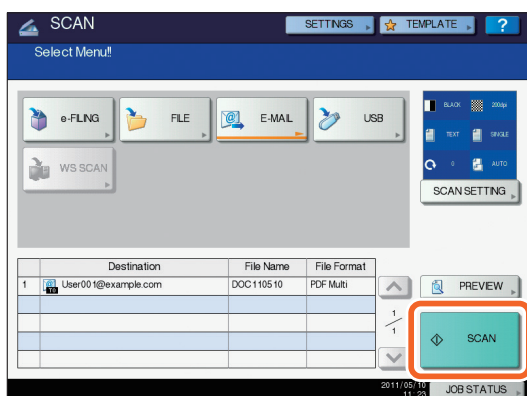 SCAN
SETTINGS
TEMPLATE
?
Select Menu!!
e-FILING
FILE
E-MAIL
USB
WS SCAN
BLACK
200dpi
TEXT
SINGLE
0
AUTO
SCAN SETTING
Destination File Name File Format
1 TO User001@example.com DOC110510 PDF Multi
1
1
PREVIEW
SCAN
2011/05/10
11:23
JOB STATUS